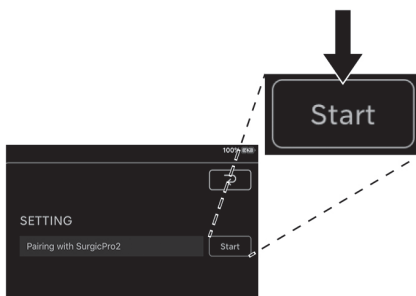 Start
100%
SETTING
Pairing with SurgicPro2
Start